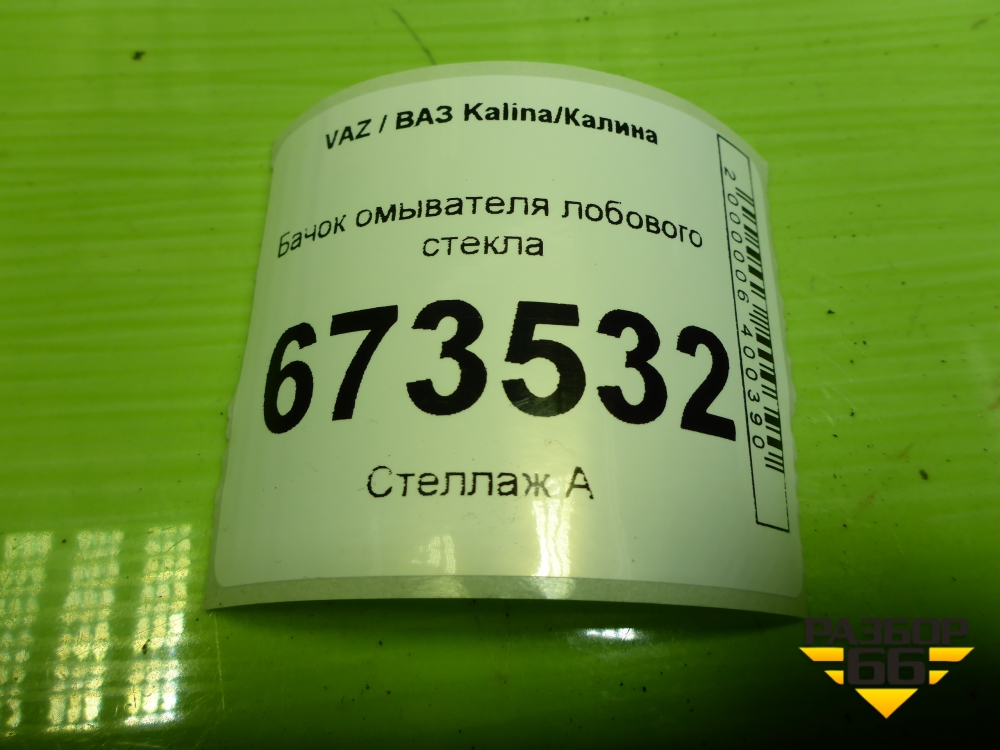 VAZ / ВАЗ Kalina/Калина
Бачок омывателя лобового
стекла
673532
Стеллаж А
2000006400390
РАЗБОР
66